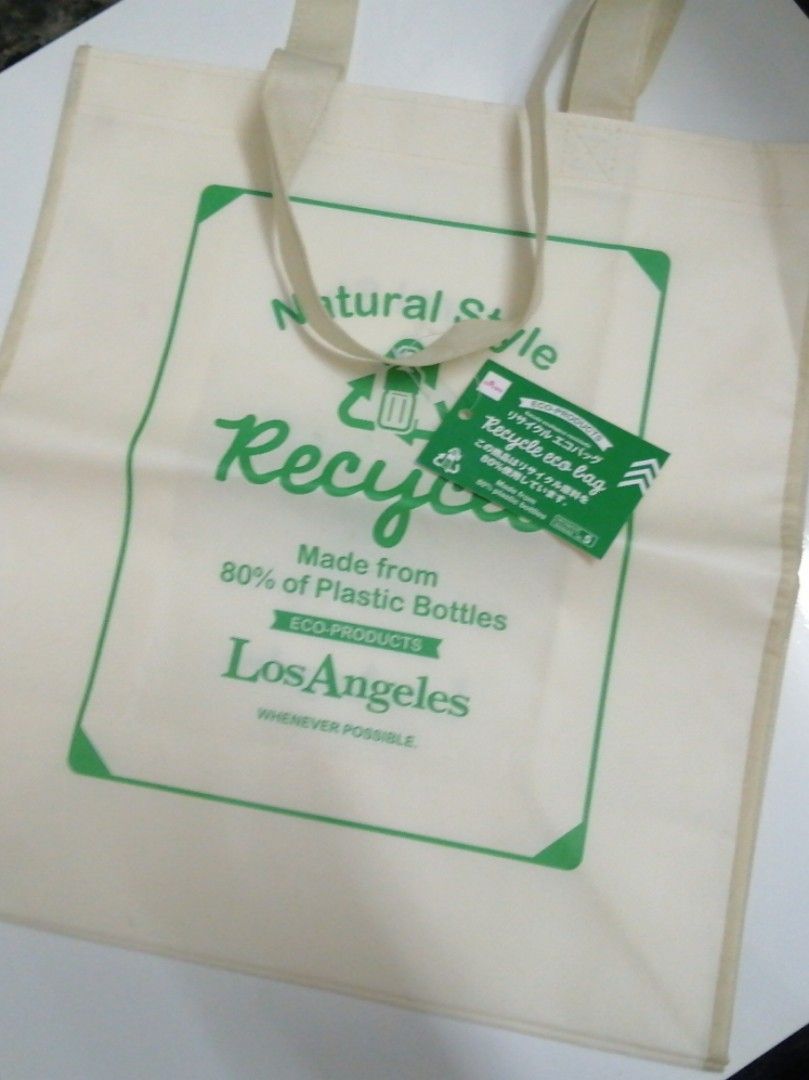 Natural Style
Recycle
Made from
80% of Plastic Bottles
ECO-PRODUCTS
LosAngeles
WHENEVER POSSIBLE.
ECO-PRODUCTS
リサイクル エコバッグ
Recycle eco bag
この商品はリサイクル原料を
80%使用しています。
Made from
80% plastic bottles